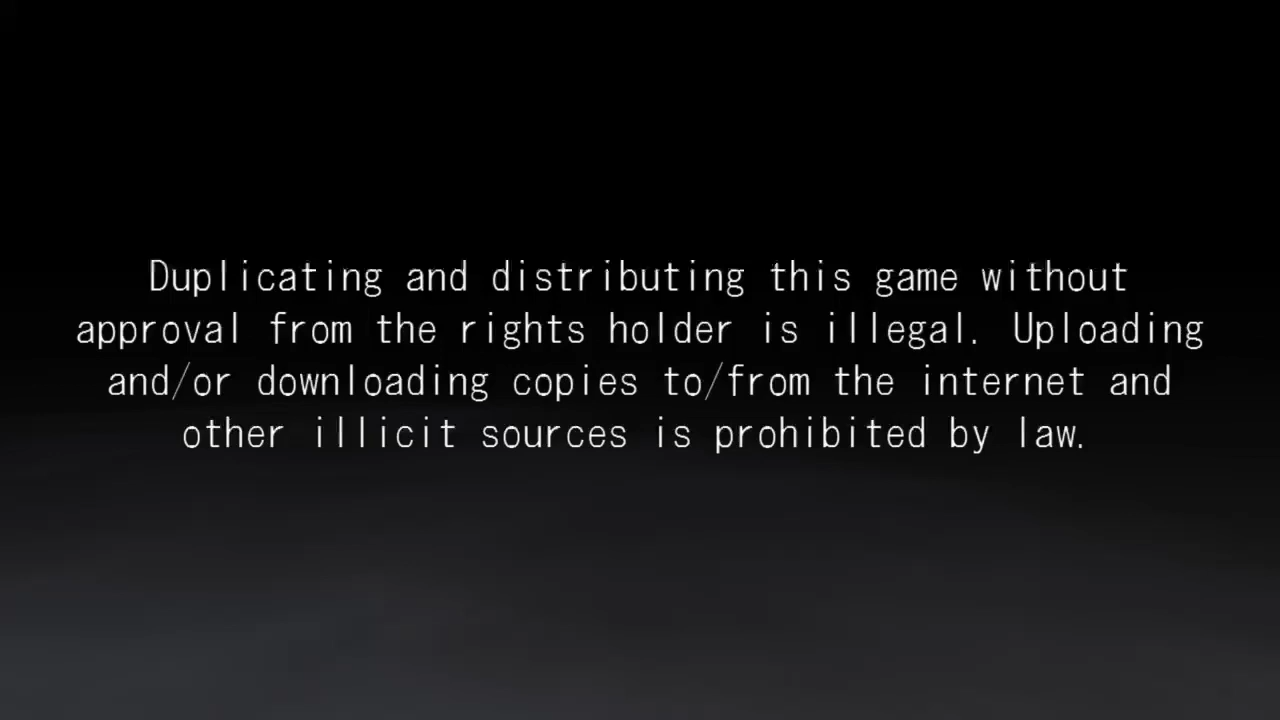 Duplicating and distributing this game without
approval from the rights holder is illegal. Uploading
and/or downloading copies to/from the internet and
other illicit sources is prohibited by law.